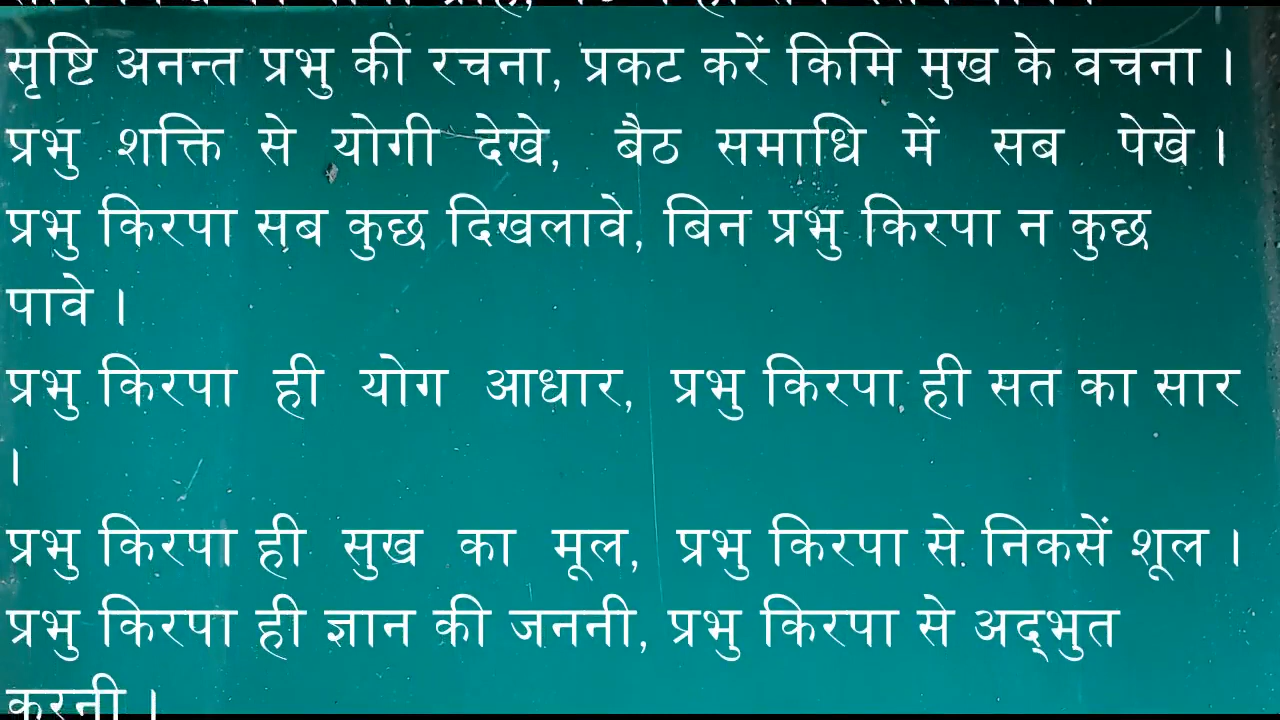 सृष्टि अनन्त प्रभु की रचना, प्रकट करें किमि मुख के वचना ।
प्रभु शक्ति से योगी देखे, बैठ समाधि में सब पेखे ।
प्रभु किरपा सब कुछ दिखलावे, बिन प्रभु किरपा न कुछ
पावे ।
प्रभु किरपा ही योग आधार, प्रभु किरपा ही सत का सार
।
प्रभु किरपा ही सुख का मूल, प्रभु किरपा से निकसें शूल ।
प्रभु किरपा ही ज्ञान की जननी, प्रभु किरपा से अद्‌भुत
करनी ।